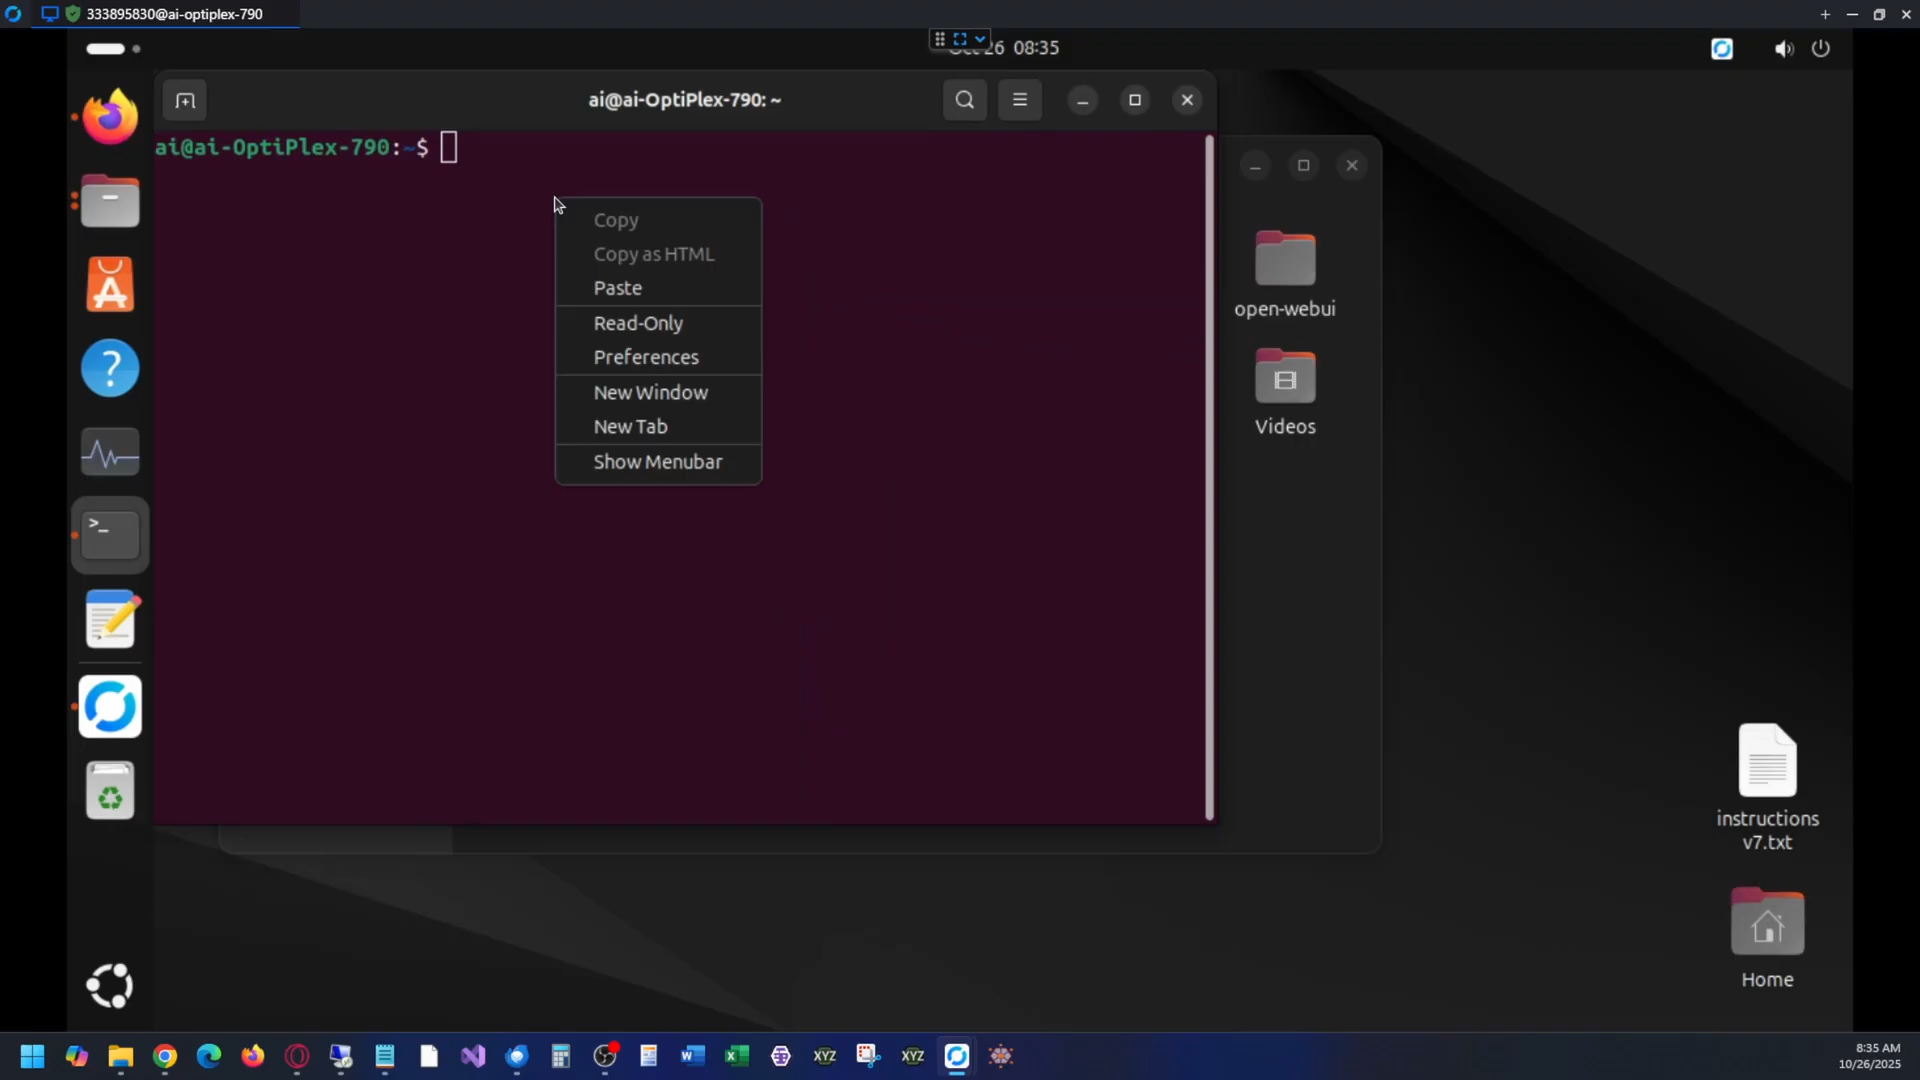 333895830@ai-optiplex-790
26 08:35
ai@ai-OptiPlex-790: ~
ai@ai-OptiPlex-790:~$
Copy
Copy as HTML
Paste
Read-Only
Preferences
New Window
New Tab
Show Menubar
open-webui
Videos
instructions
v7.txt
Home
XYZ
XYZ
8:35 AM
10/26/2025